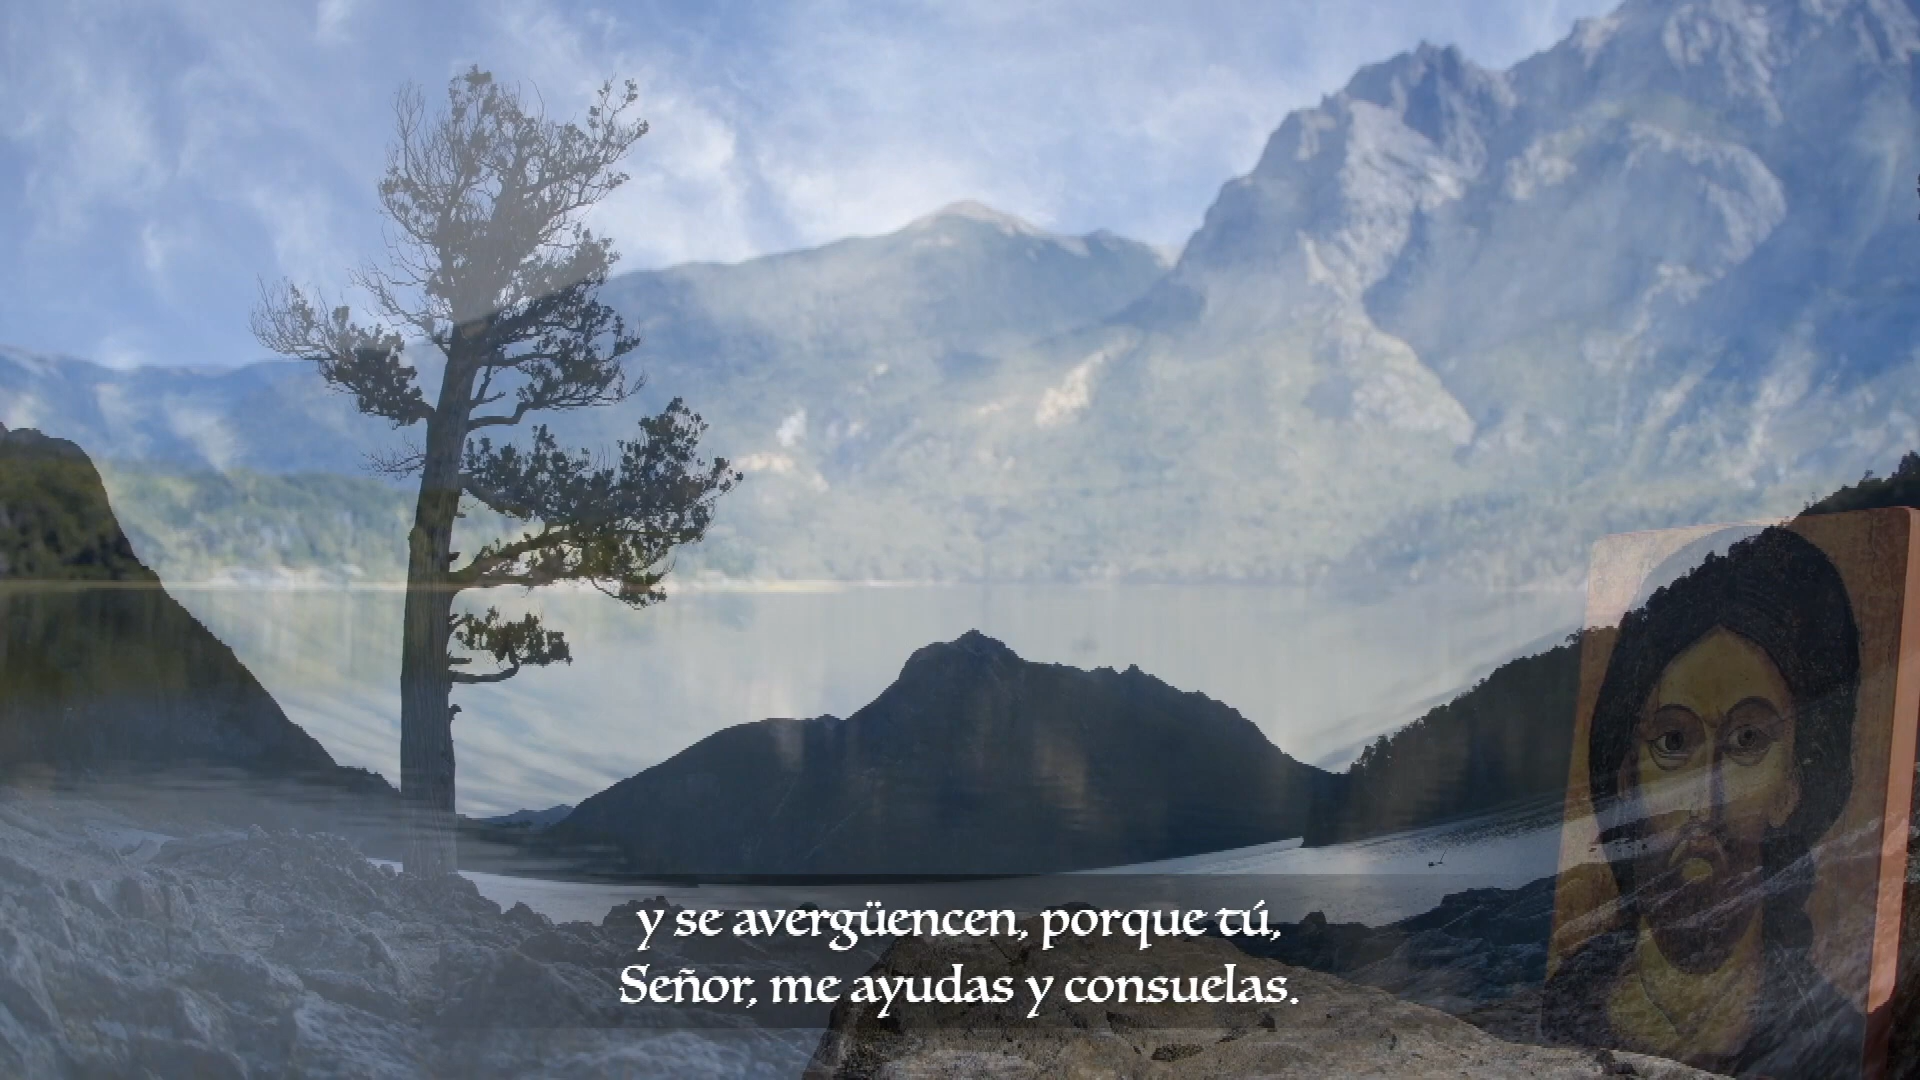 y se avergüencen, porque tú,
Señor, me ayudas y consuelas.